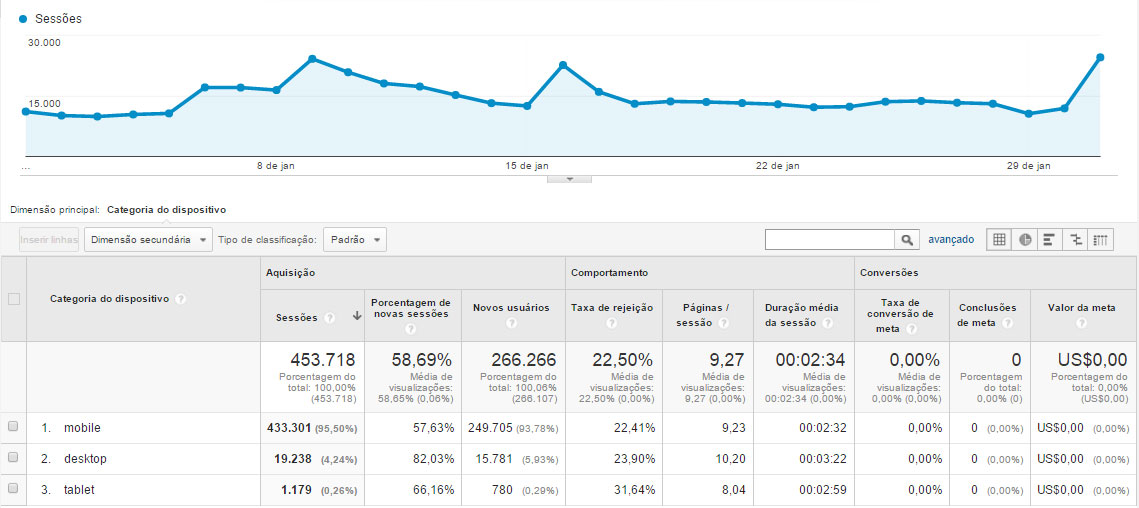 Sessões
30.000
15.000
...
8 de jan
15 de jan
22 de jan
29 de jan
Dimensão principal: Categoria do dispositivo
Inserir linhas
Dimensão secundária
Tipo de classificação:
Padrão
avançado
Categoria do dispositivo ?
Aquisição
Comportamento
Conversões
Sessões ?
Porcentagem de
novas sessões
?
Novos usuários
?
Taxa de rejeição
?
Páginas /
sessão ?
Duração média
da sessão ?
Taxa de
conversão de
meta ?
Conclusões
de meta ?
Valor da meta
?
453.718
Porcentagem do
total: 100,00%
(453.718)
58,69%
Média de
visualizações:
58,65% (0,06%)
266.266
Porcentagem do
total: 100,06%
(266.107)
22,50%
Média de
visualizações:
22,50% (0,00%)
9,27
Média de
visualizações:
9,27 (0,00%)
00:02:34
Média de
visualizações:
00:02:34 (0,00%)
0,00%
Média de
visualizações:
0,00% (0,00%)
0
Porcentagem
do total:
0,00% (0)
US$0,00
Porcentagem do
total: 0,00%
(US$0,00)
1. mobile 433.301 (95,50%) 57,63% 249.705 (93,78%) 22,41% 9,23 00:02:32 0,00% 0 (0,00%) US$0,00 (0,00%)
2. desktop 19.238 (4,24%) 82,03% 15.781 (5,93%) 23,90% 10,20 00:03:22 0,00% 0 (0,00%) US$0,00 (0,00%)
3. tablet 1.179 (0,26%) 66,16% 780 (0,29%) 31,64% 8,04 00:02:59 0,00% 0 (0,00%) US$0,00 (0,00%)